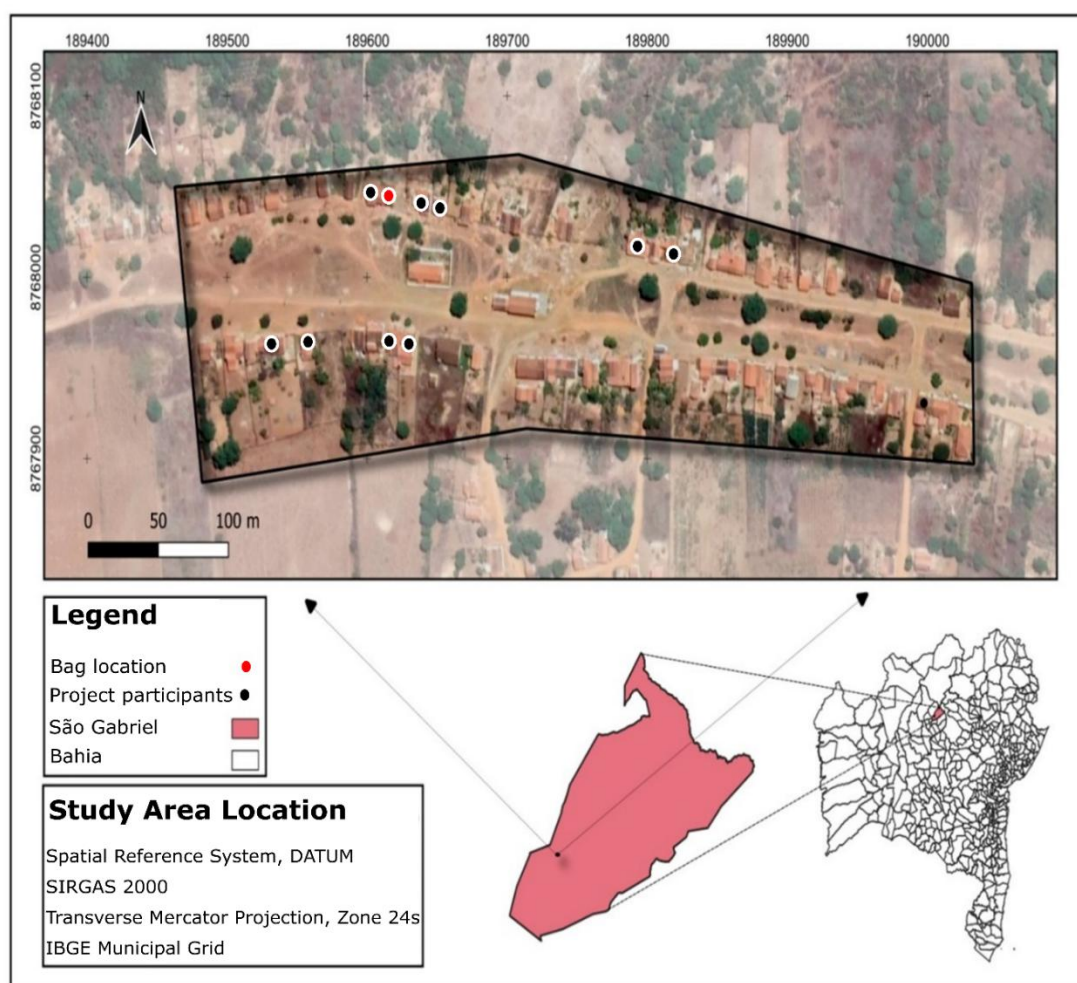 189400 189500 189600 189700 189800 189900 190000
8768100
8768000
8767900
N
0 50 100 m
Legend
Bag location
Project participants
São Gabriel
Bahia
Study Area Location
Spatial Reference System, DATUM
SIRGAS 2000
Transverse Mercator Projection, Zone 24s
IBGE Municipal Grid